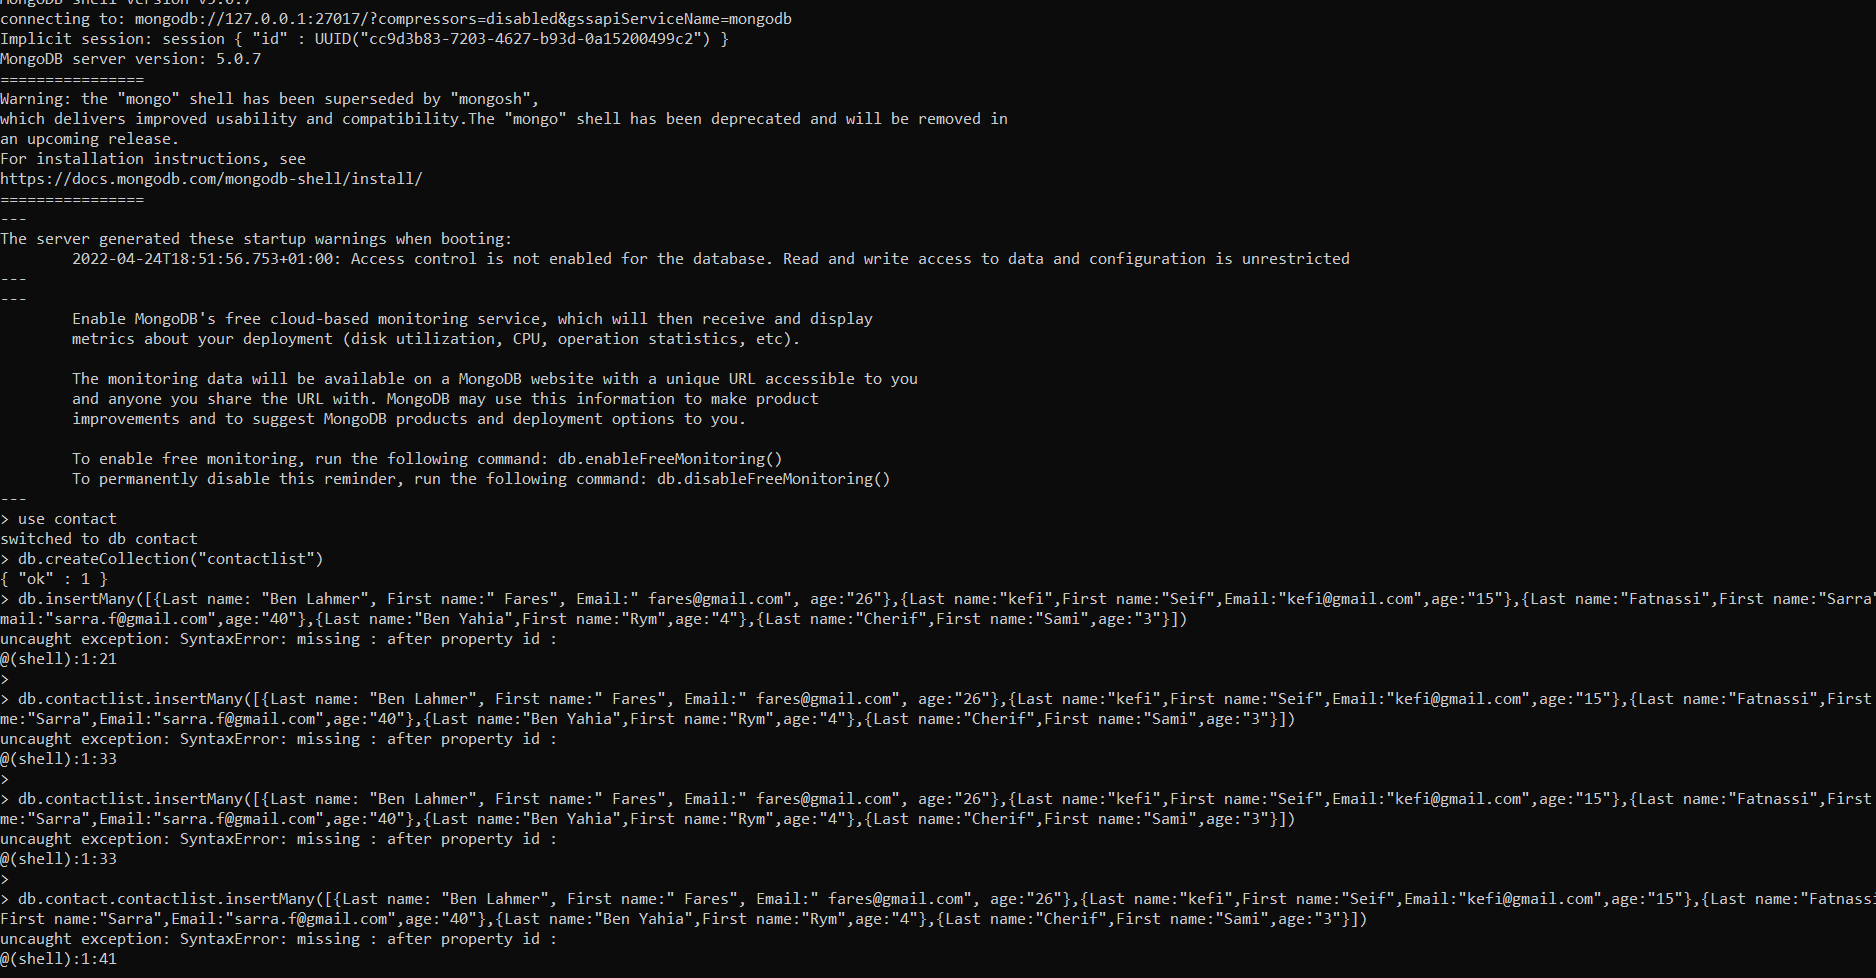 MongoDB shell version v5.0.7
connecting to: mongodb://127.0.0.1:27017/?compressors=disabled&gssapiServiceName=mongodb
Implicit session: session { "id" : UUID("cc9d3b83-7203-4627-b93d-0a15200499c2") }
MongoDB server version: 5.0.7
================
Warning: the "mongo" shell has been superseded by "mongosh",
which delivers improved usability and compatibility.The "mongo" shell has been deprecated and will be removed in
an upcoming release.
For installation instructions, see
https://docs.mongodb.com/mongodb-shell/install/
================
---
The server generated these startup warnings when booting:
        2022-04-24T18:51:56.753+01:00: Access control is not enabled for the database. Read and write access to data and configuration is unrestricted
---
---
        Enable MongoDB's free cloud-based monitoring service, which will then receive and display
        metrics about your deployment (disk utilization, CPU, operation statistics, etc).

        The monitoring data will be available on a MongoDB website with a unique URL accessible to you
        and anyone you share the URL with. MongoDB may use this information to make product
        improvements and to suggest MongoDB products and deployment options to you.

        To enable free monitoring, run the following command: db.enableFreeMonitoring()
        To permanently disable this reminder, run the following command: db.disableFreeMonitoring()
---
> use contact
switched to db contact
> db.createCollection("contactlist")
{ "ok" : 1 }
> db.insertMany([{Last name: "Ben Lahmer", First name:" Fares", Email:" fares@gmail.com", age:"26"},{Last name:"kefi",First name:"Seif",Email:"kefi@gmail.com",age:"15"},{Last name:"Fatnassi",First name:"Sarra"
mail:"sarra.f@gmail.com",age:"40"},{Last name:"Ben Yahia",First name:"Rym",age:"4"},{Last name:"Cherif",First name:"Sami",age:"3"}])
uncaught exception: SyntaxError: missing : after property id :
@(shell):1:21
>
> db.contactlist.insertMany([{Last name: "Ben Lahmer", First name:" Fares", Email:" fares@gmail.com", age:"26"},{Last name:"kefi",First name:"Seif",Email:"kefi@gmail.com",age:"15"},{Last name:"Fatnassi",First
me:"Sarra",Email:"sarra.f@gmail.com",age:"40"},{Last name:"Ben Yahia",First name:"Rym",age:"4"},{Last name:"Cherif",First name:"Sami",age:"3"}])
uncaught exception: SyntaxError: missing : after property id :
@(shell):1:33
>
> db.contactlist.insertMany([{Last name: "Ben Lahmer", First name:" Fares", Email:" fares@gmail.com", age:"26"},{Last name:"kefi",First name:"Seif",Email:"kefi@gmail.com",age:"15"},{Last name:"Fatnassi",First
me:"Sarra",Email:"sarra.f@gmail.com",age:"40"},{Last name:"Ben Yahia",First name:"Rym",age:"4"},{Last name:"Cherif",First name:"Sami",age:"3"}])
uncaught exception: SyntaxError: missing : after property id :
@(shell):1:33
>
> db.contact.contactlist.insertMany([{Last name: "Ben Lahmer", First name:" Fares", Email:" fares@gmail.com", age:"26"},{Last name:"kefi",First name:"Seif",Email:"kefi@gmail.com",age:"15"},{Last name:"Fatnassi
First name:"Sarra",Email:"sarra.f@gmail.com",age:"40"},{Last name:"Ben Yahia",First name:"Rym",age:"4"},{Last name:"Cherif",First name:"Sami",age:"3"}])
uncaught exception: SyntaxError: missing : after property id :
@(shell):1:41